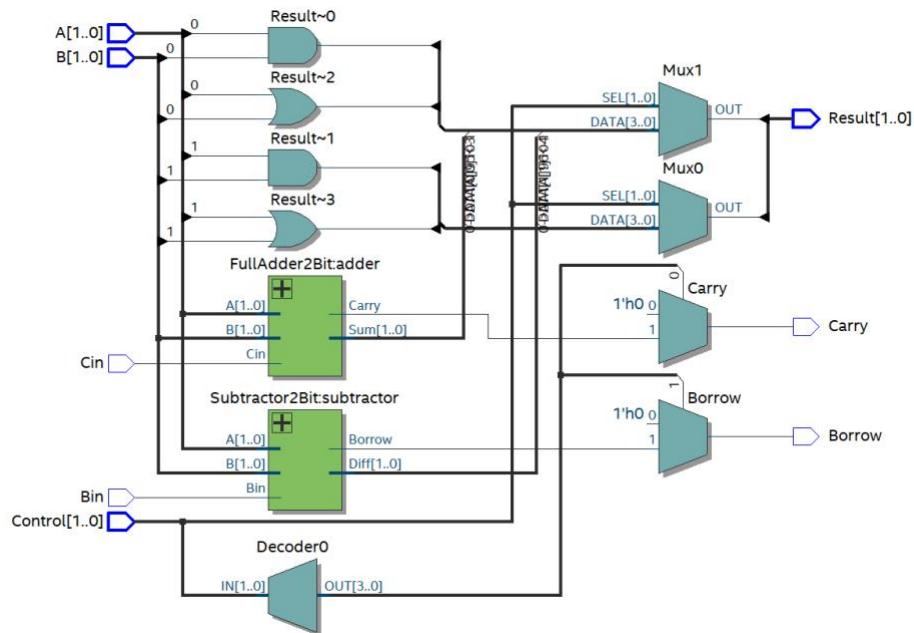 A[1..0]
B[1..0]
0
0
Result~0
0
0
Result~2
1
1
Result~1
1
1
Result~3
Mux1
SEL[1..0]
DATA[3..0]
OUT
Result[1..0]
Mux0
SEL[1..0]
DATA[3..0]
OUT
FullAdder2Bit:adder
A[1..0]
B[1..0]
Cin
Carry
Sum[1..0]
Cin
0
Carry
1'h0
0
1
Carry
Subtractor2Bit:subtractor
A[1..0]
B[1..0]
Bin
Borrow
Diff[1..0]
Bin
1
Borrow
1'h0
0
1
Borrow
Control[1..0]
Decoder0
IN[1..0]
OUT[3..0]